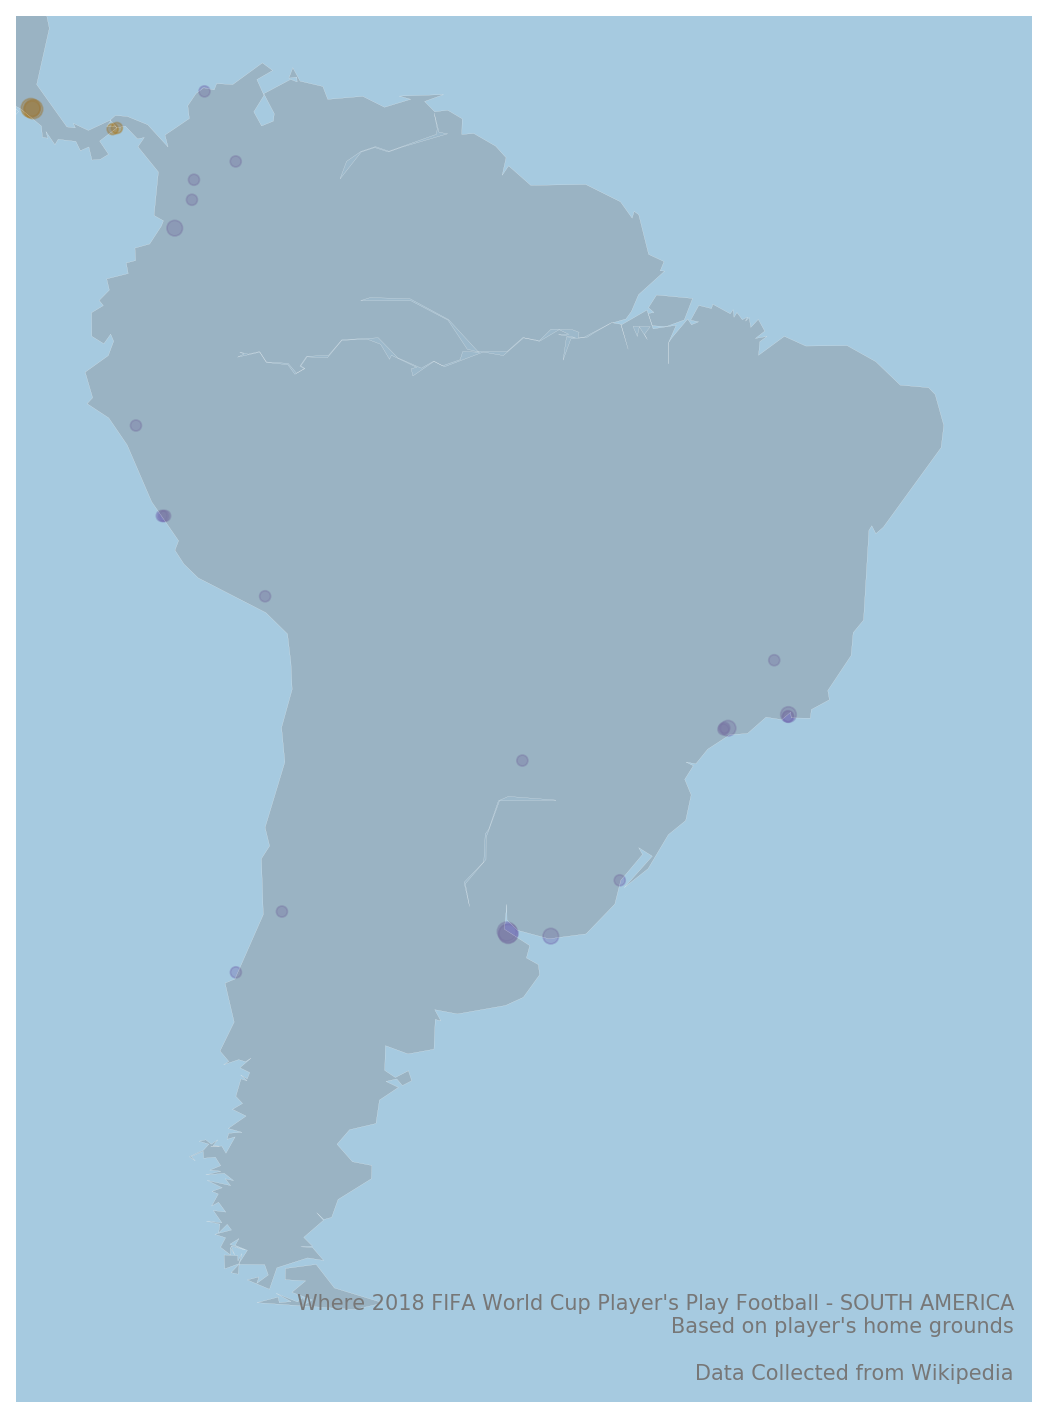 Where 2018 FIFA World Cup Player's Play Football - SOUTH AMERICA
Based on player's home grounds
Data Collected from Wikipedia